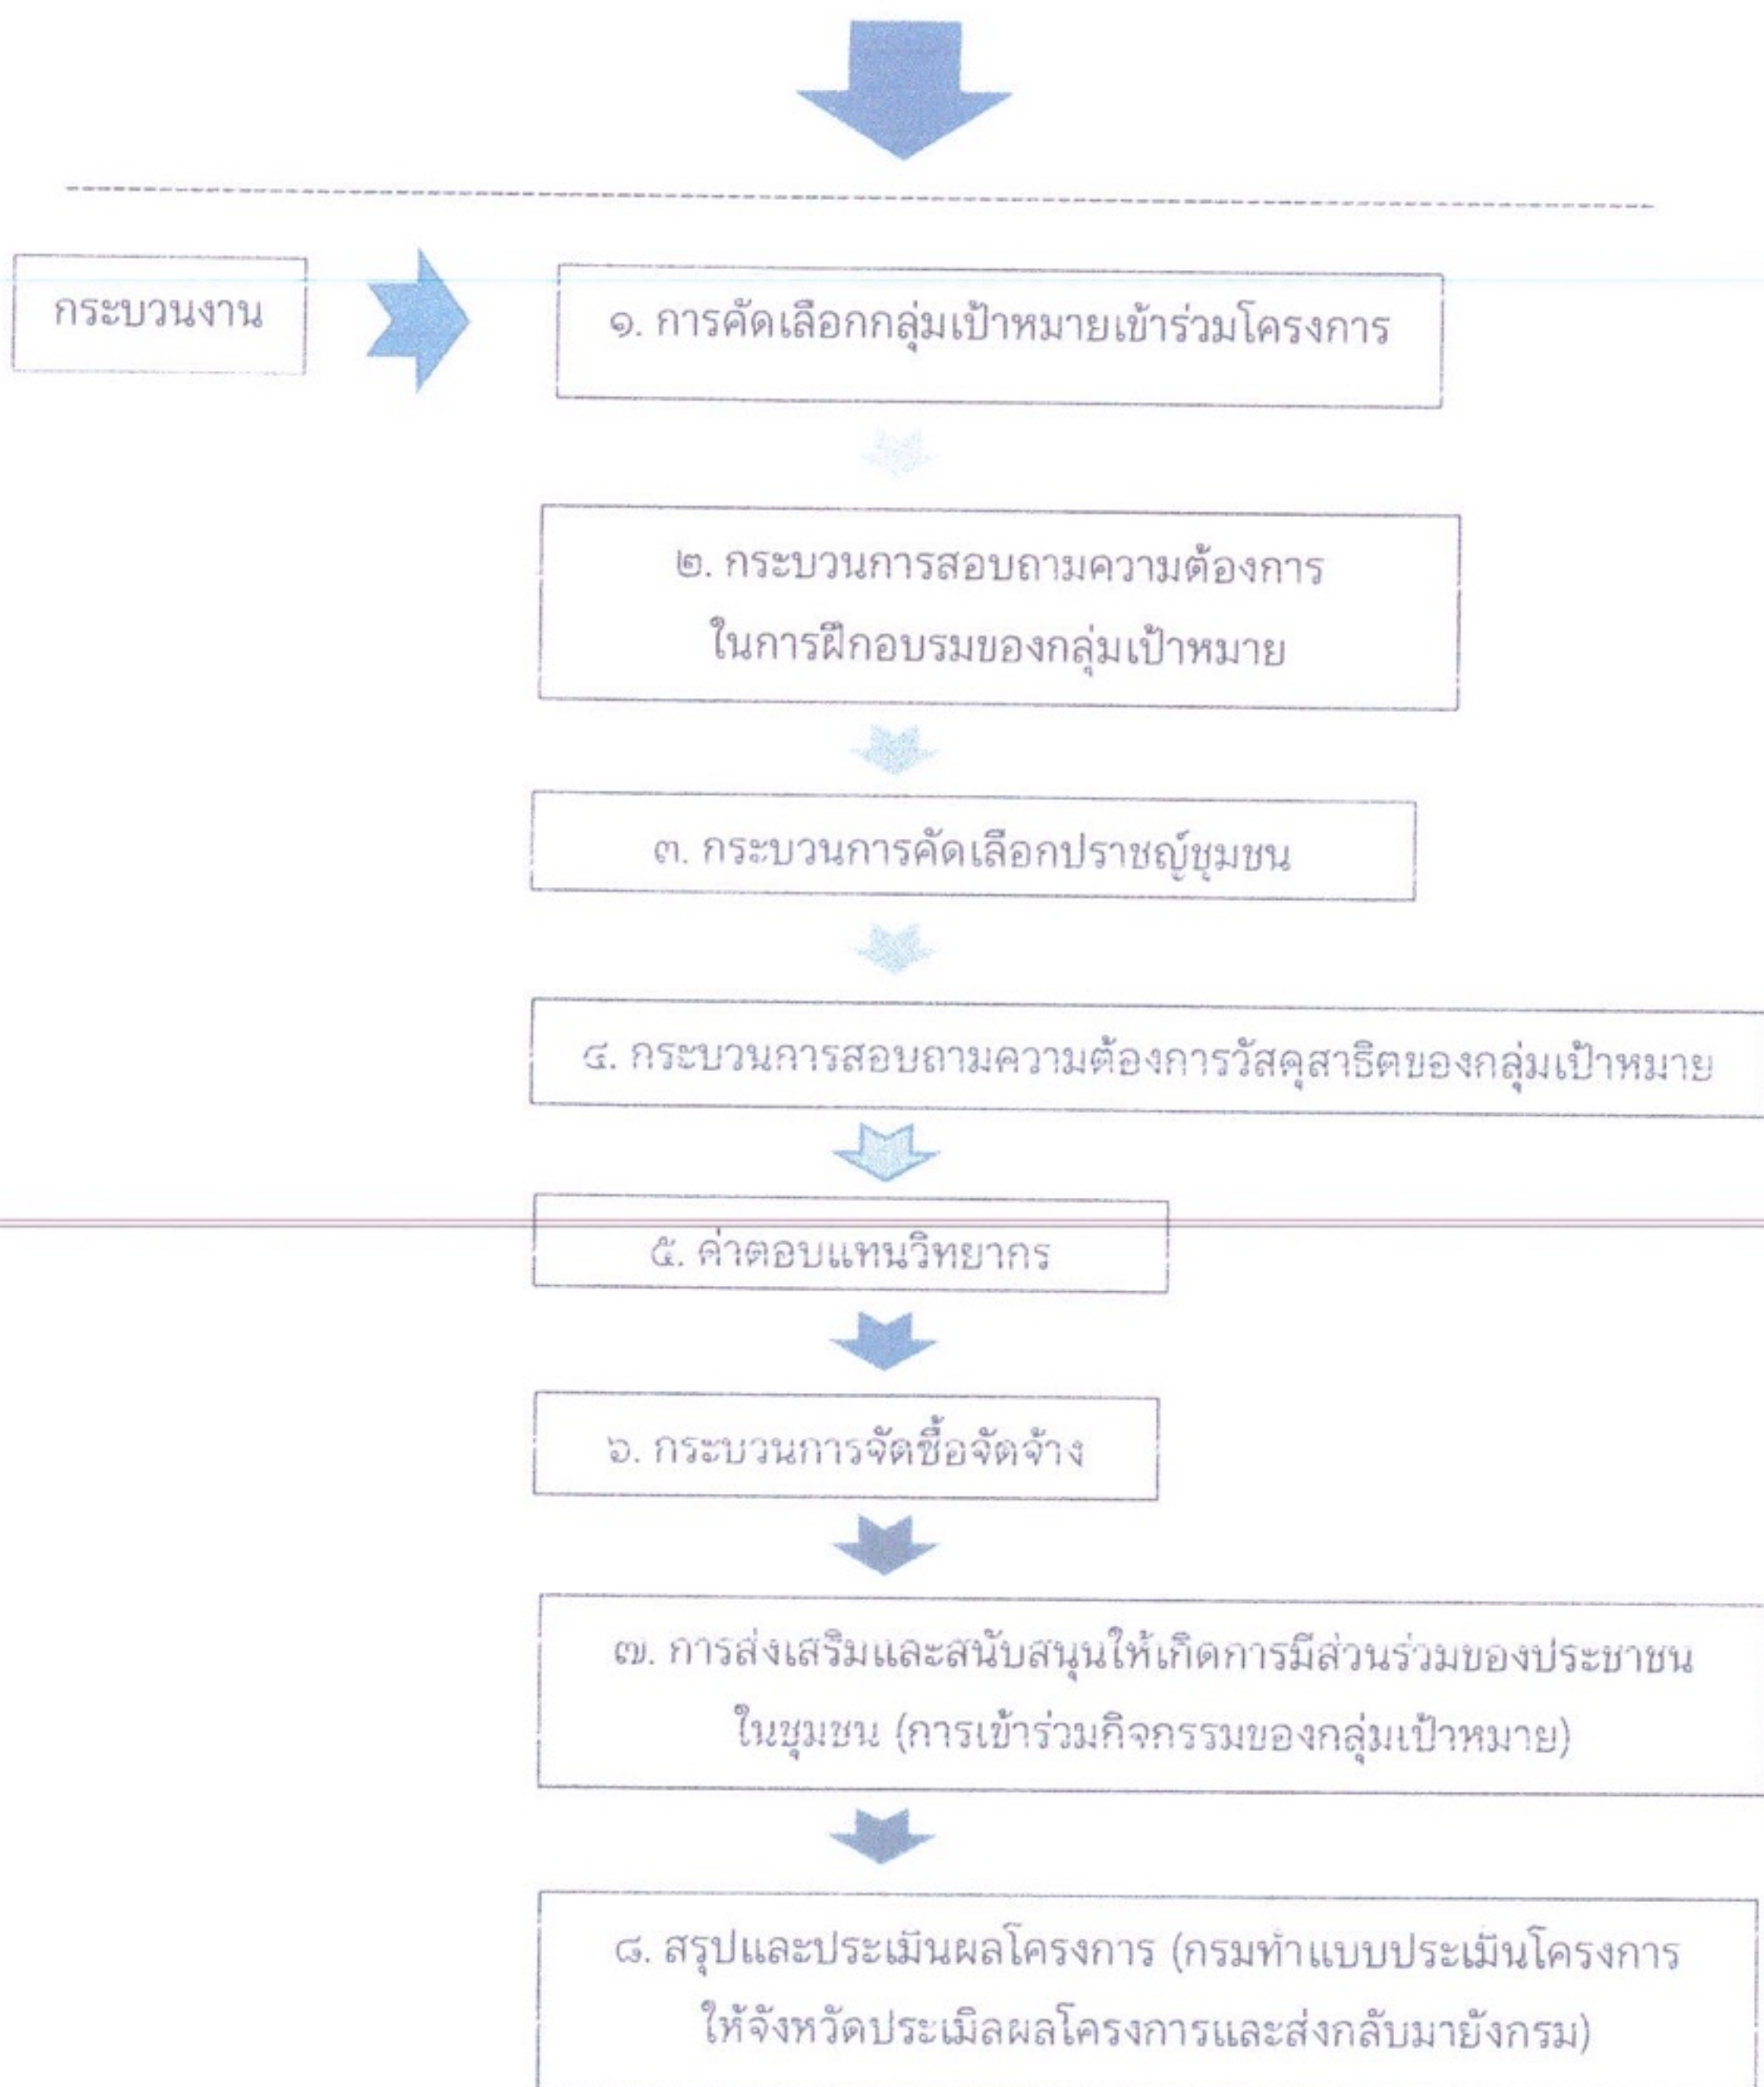 กระบวนงาน
๑. การคัดเลือกกลุ่มเป้าหมายเข้าร่วมโครงการ
๒. กระบวนการสอบถามความต้องการ
ในการฝึกอบรมของกลุ่มเป้าหมาย
๓. กระบวนการคัดเลือกปราชญ์ชุมชน
๔. กระบวนการสอบถามความต้องการวัสดุสาธิตของกลุ่มเป้าหมาย
๕. ค่าตอบแทนวิทยากร
๖. กระบวนการจัดซื้อจัดจ้าง
๗. การส่งเสริมและสนับสนุนให้เกิดการมีส่วนร่วมของประชาชน
ในชุมชน (การเข้าร่วมกิจกรรมของกลุ่มเป้าหมาย)
๘. สรุปและประเมินผลโครงการ (กรมทำแบบประเมินโครงการ
ให้จังหวัดประเมิลผลโครงการและส่งกลับมายังกรม)